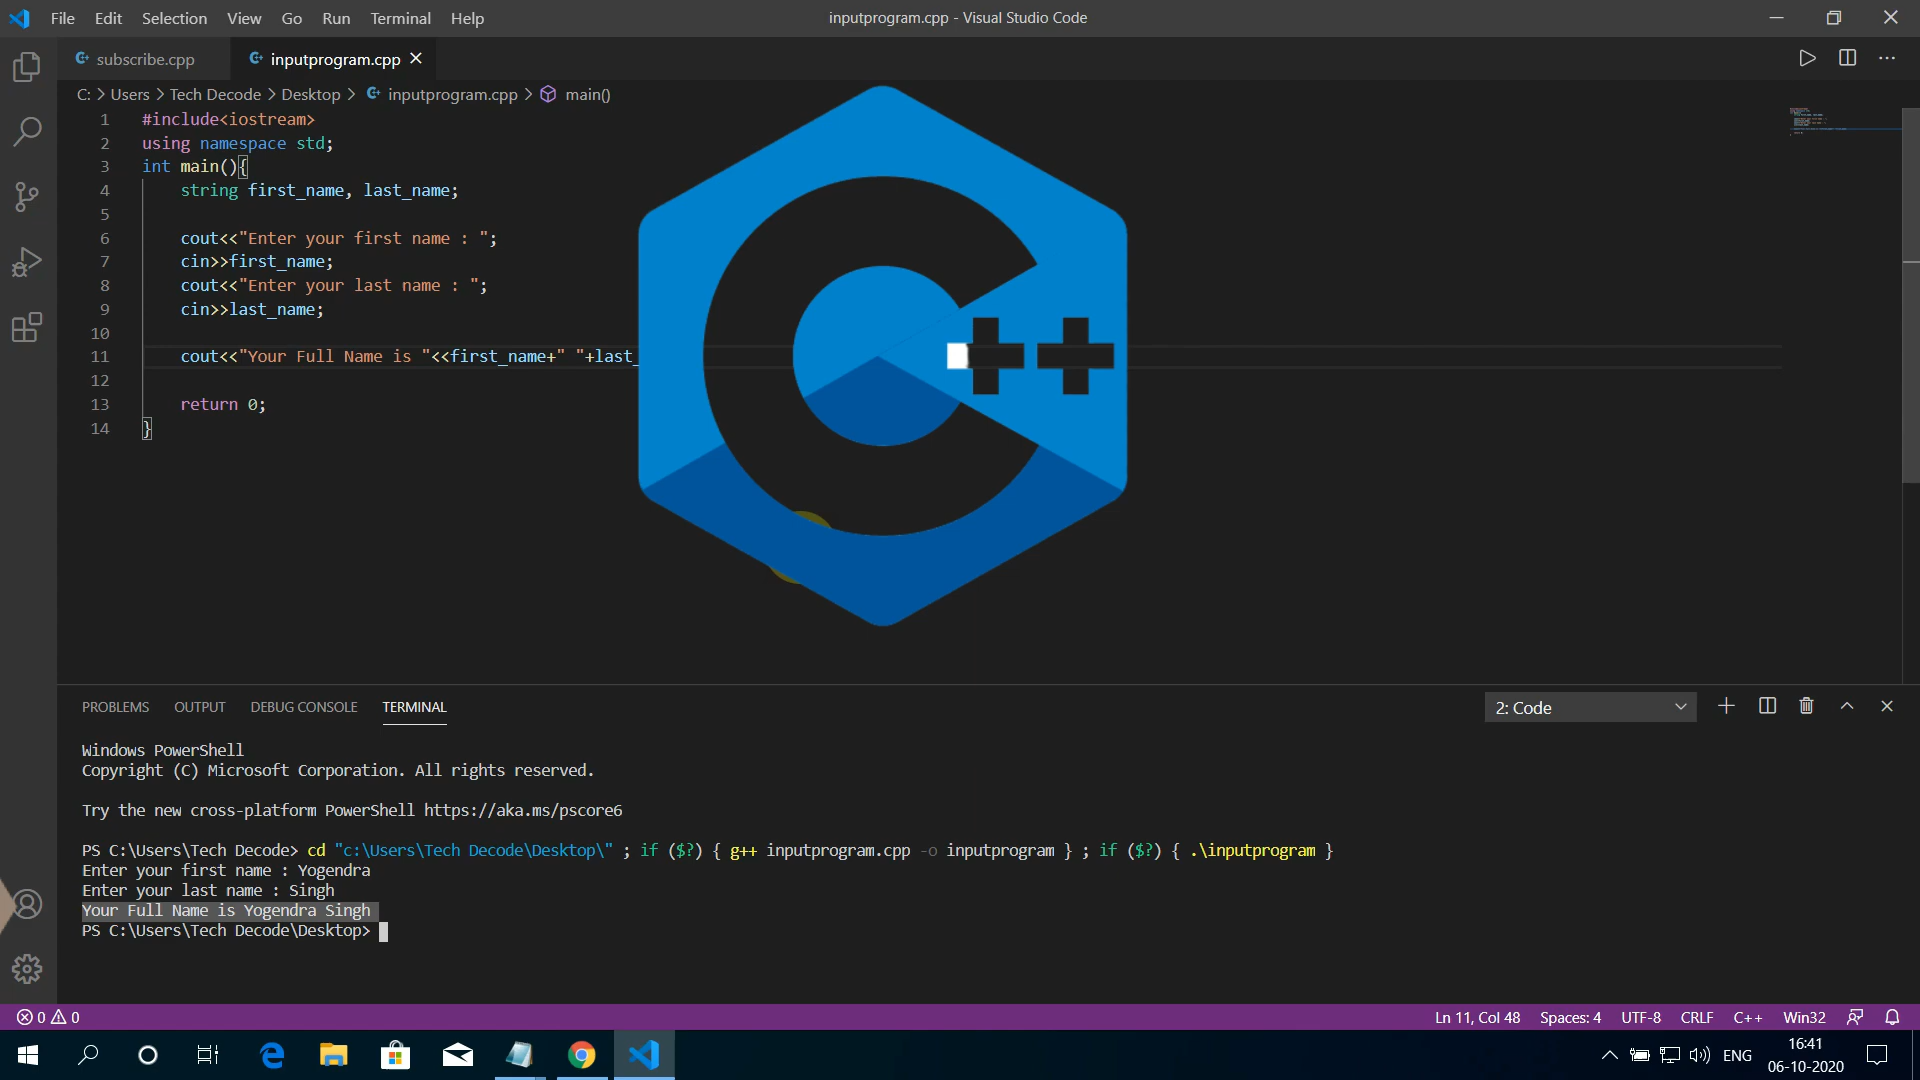 File Edit Selection View Go Run Terminal Help
inputprogram.cpp - Visual Studio Code
subscribe.cpp
inputprogram.cpp
C: > Users > Tech Decode > Desktop > inputprogram.cpp > main()
1 #include<iostream>
2 using namespace std;
3 int main(){
4 string first_name, last_name;
5
6 cout<<"Enter your first name : ";
7 cin>>first_name;
8 cout<<"Enter your last name : ";
9 cin>>last_name;
10
11 cout<<"Your Full Name is "<<first_name+" "+last_
12
13 return 0;
14 }
C++
PROBLEMS OUTPUT DEBUG CONSOLE TERMINAL
2: Code
Windows PowerShell
Copyright (C) Microsoft Corporation. All rights reserved.
Try the new cross-platform PowerShell https://aka.ms/pscore6
PS C:\Users\Tech Decode> cd "c:\Users\Tech Decode\Desktop\" ; if ($?) { g++ inputprogram.cpp -o inputprogram } ; if ($?) { .\inputprogram }
Enter your first name : Yogendra
Enter your last name : Singh
Your Full Name is Yogendra Singh
PS C:\Users\Tech Decode\Desktop>
0 0
Ln 11, Col 48 Spaces: 4 UTF-8 CRLF C++ Win32
ENG
16:41
06-10-2020